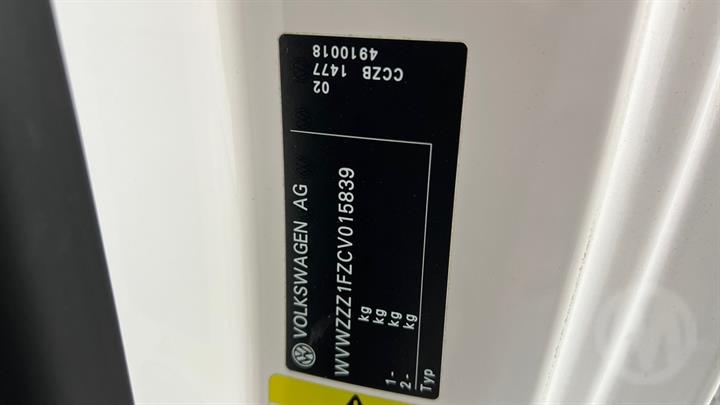 VOLKSWAGEN AG
WVWZZZ1FZCV015839
kg
kg
1- kg
2- kg
Typ
02
CCZB 1477
4910018